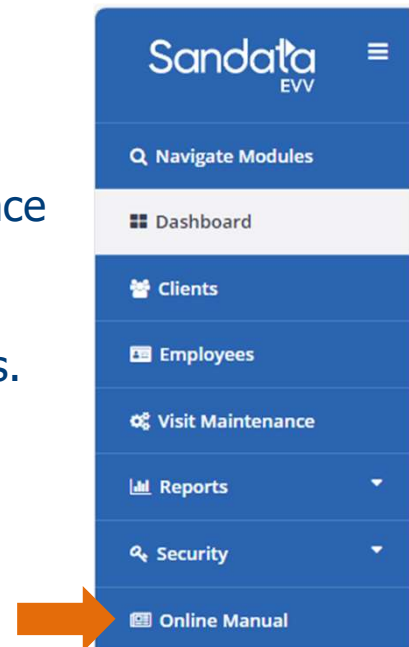 Sandata
EVV
Navigate Modules
Dashboard
Clients
Employees
Visit Maintenance
Reports
Security
Online Manual